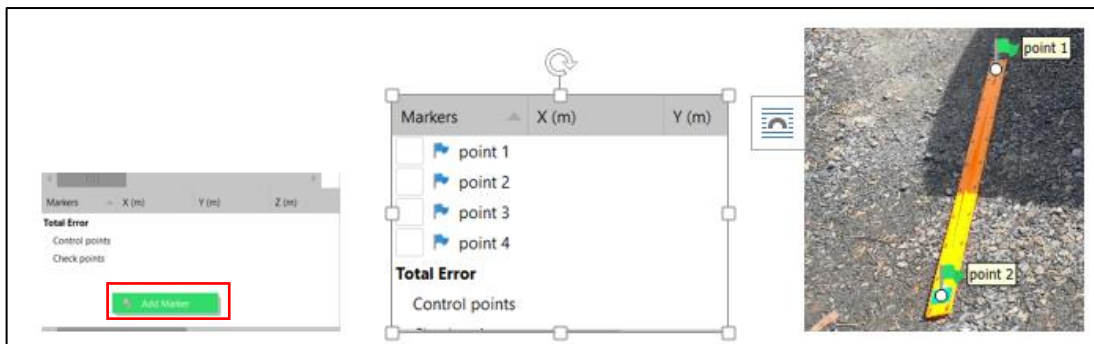 Markers X (m) Y (m) Z (m)
Total Error
Control points
Check points
Add Marker
Markers X (m) Y (m)
point 1
point 2
point 3
point 4
Total Error
Control points
point 1
point 2